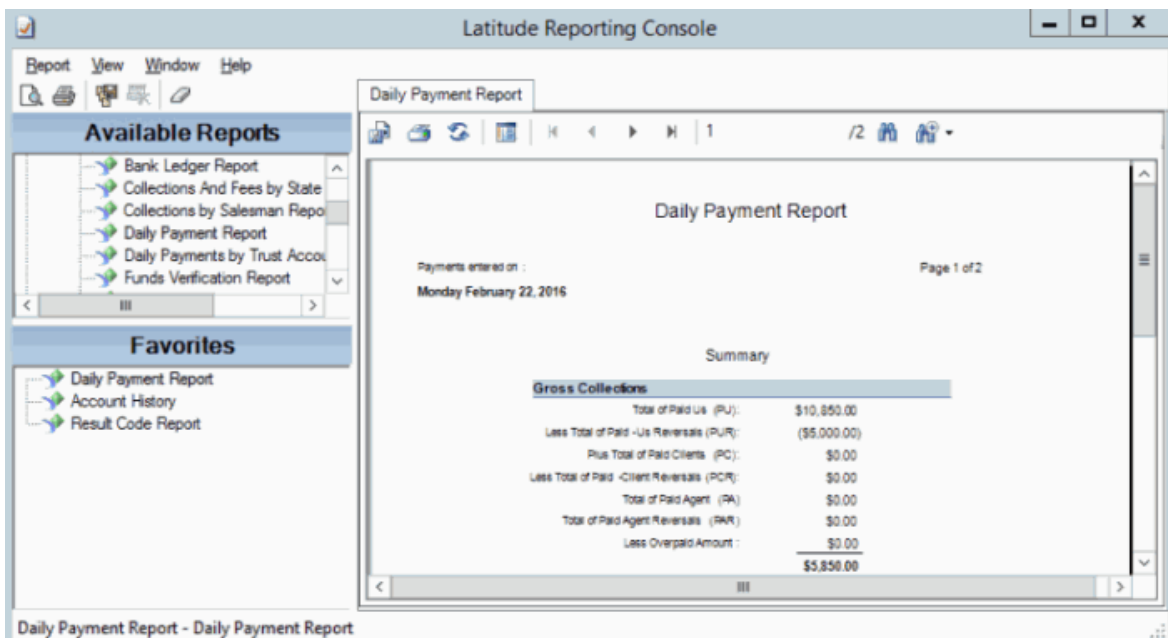 Latitude Reporting Console
Report View Window Help
Available Reports
Bank Ledger Report
Collections And Fees by State
Collections by Salesman Repo
Daily Payment Report
Daily Payments by Trust Accou
Funds Verification Report
Favorites
Daily Payment Report
Account History
Result Code Report
Daily Payment Report
1 /2
Daily Payment Report
Payments entered on :
Page 1 of 2
Monday February 22, 2016
Summary
Gross Collections
Total of Paid Us (PU): $10,850.00
Less Total of Paid -Us Reversals (PUR): ($5,000.00)
Plus Total of Paid Clients (PC): $0.00
Less Total of Paid -Client Reversals (PCR): $0.00
Total of Paid Agent (PA) $0.00
Total of Paid Agent Reversals (PAR) $0.00
Less Overpaid Amount : $0.00
$5,850.00
Daily Payment Report - Daily Payment Report